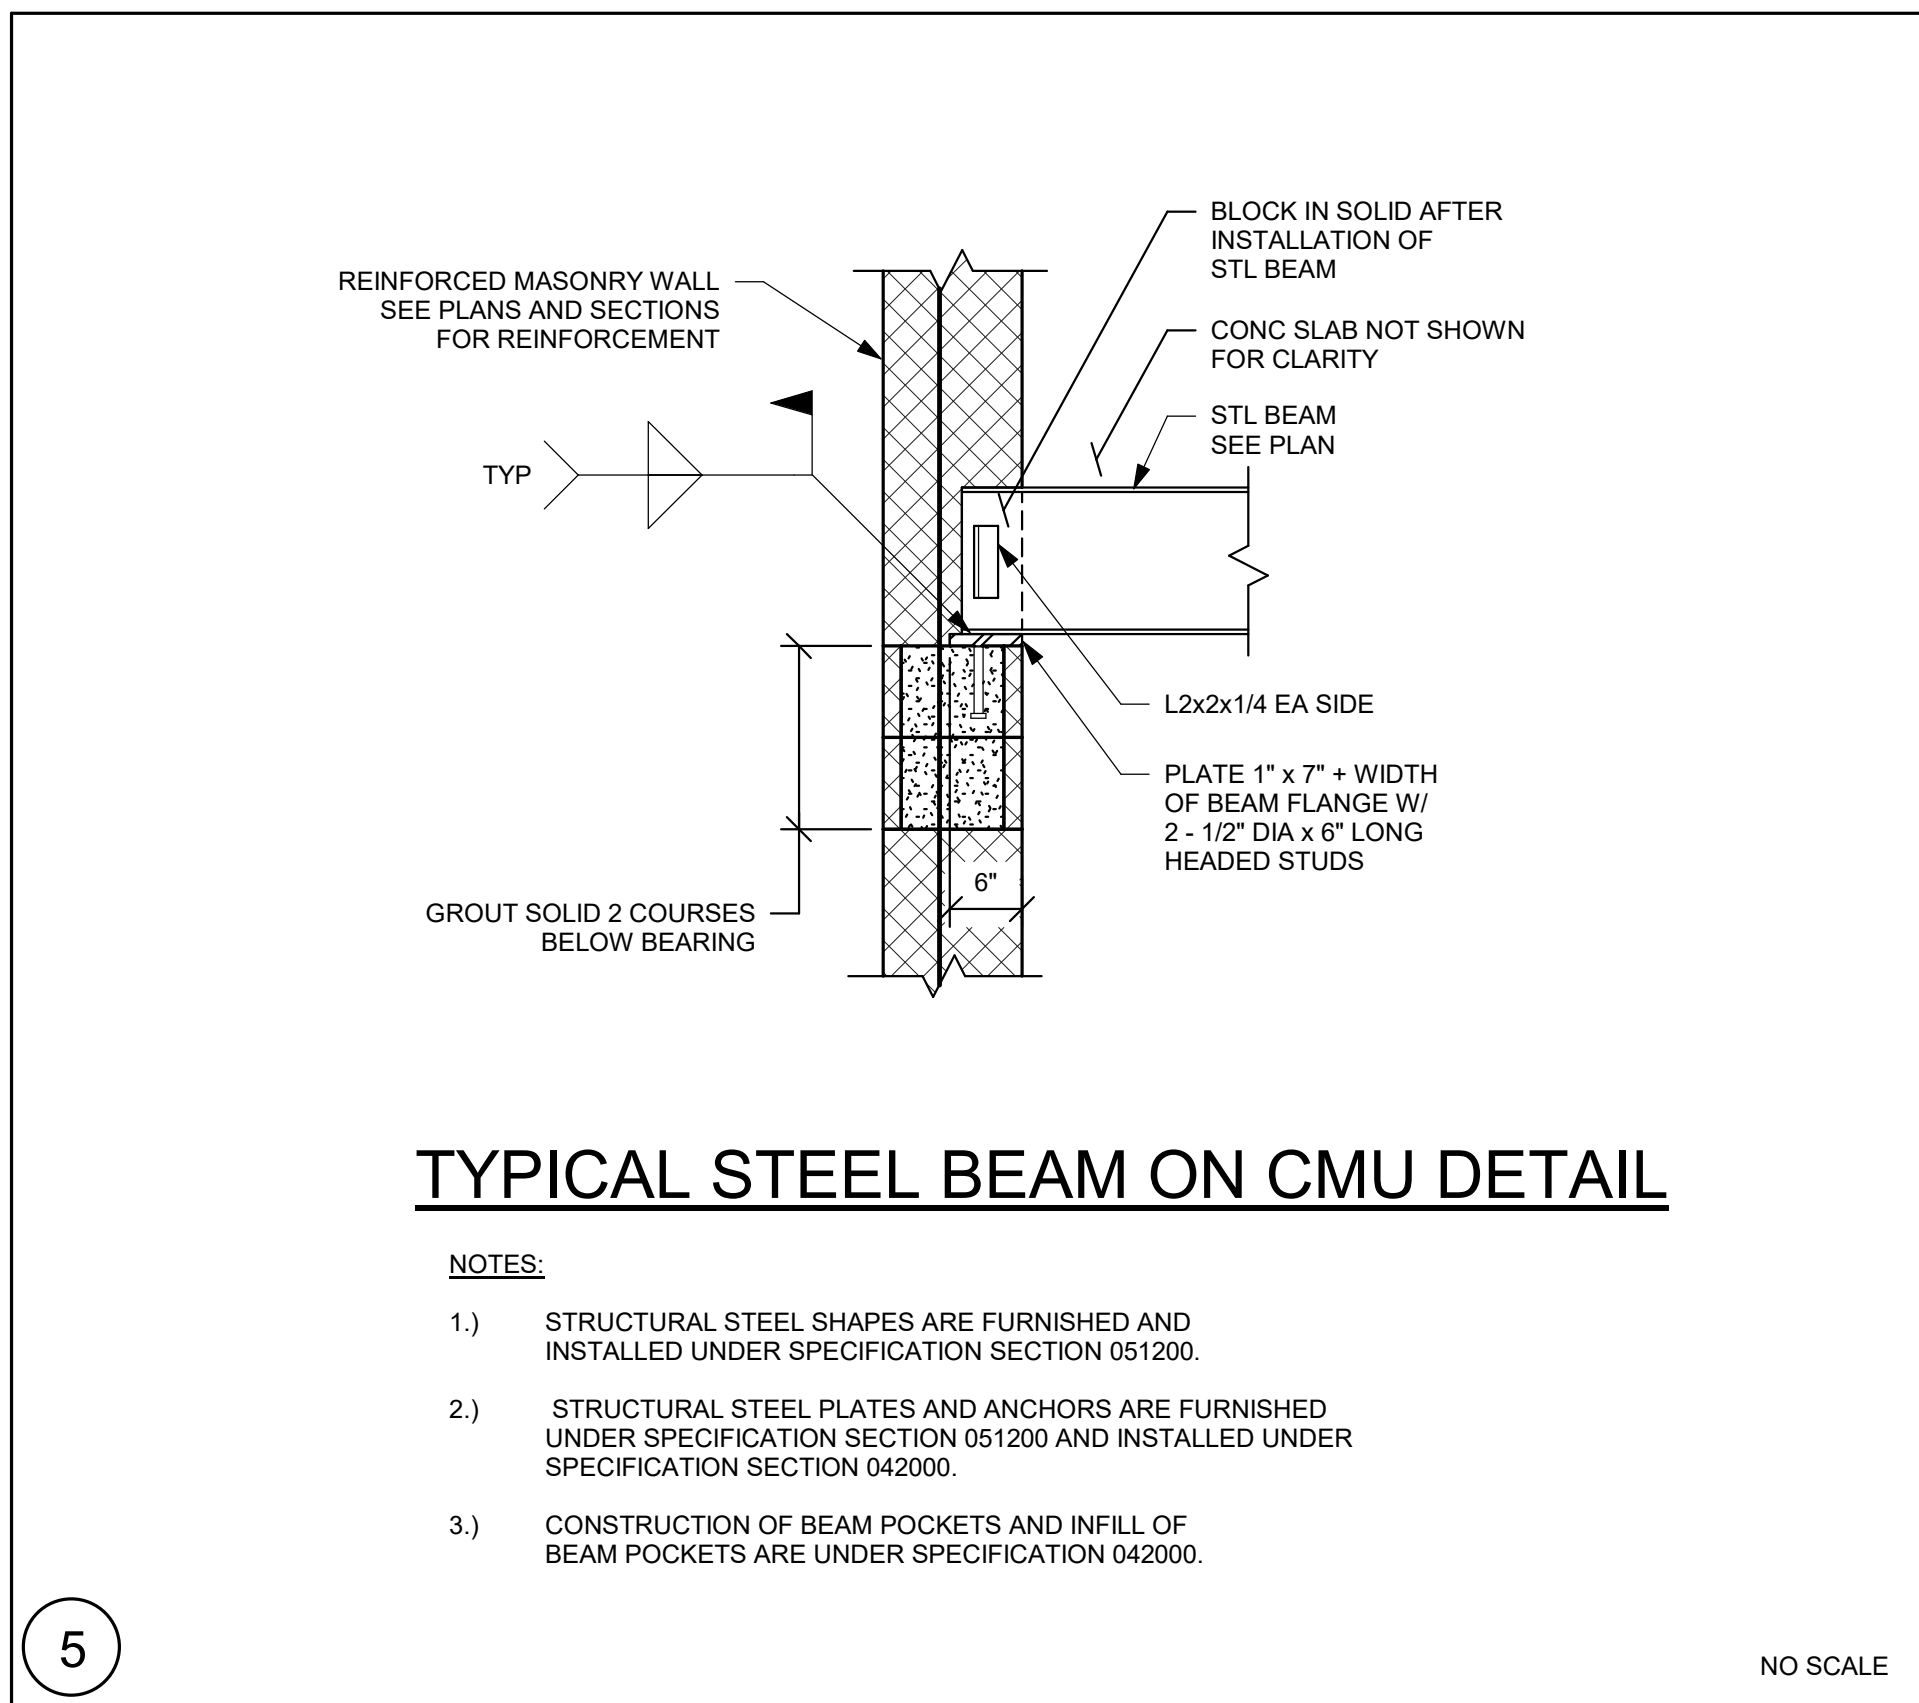 BLOCK IN SOLID AFTER
INSTALLATION OF
STL BEAM
REINFORCED MASONRY WALL
SEE PLANS AND SECTIONS
FOR REINFORCEMENT
CONC SLAB NOT SHOWN
FOR CLARITY
STL BEAM
SEE PLAN
TYP
L2x2x1/4 EA SIDE
PLATE 1" x 7" + WIDTH
OF BEAM FLANGE W/
2 - 1/2" DIA x 6" LONG
HEADED STUDS
6"
GROUT SOLID 2 COURSES
BELOW BEARING
TYPICAL STEEL BEAM ON CMU DETAIL
NOTES:
1.) STRUCTURAL STEEL SHAPES ARE FURNISHED AND
INSTALLED UNDER SPECIFICATION SECTION 051200.
2.) STRUCTURAL STEEL PLATES AND ANCHORS ARE FURNISHED
UNDER SPECIFICATION SECTION 051200 AND INSTALLED UNDER
SPECIFICATION SECTION 042000.
3.) CONSTRUCTION OF BEAM POCKETS AND INFILL OF
BEAM POCKETS ARE UNDER SPECIFICATION 042000.
5
NO SCALE